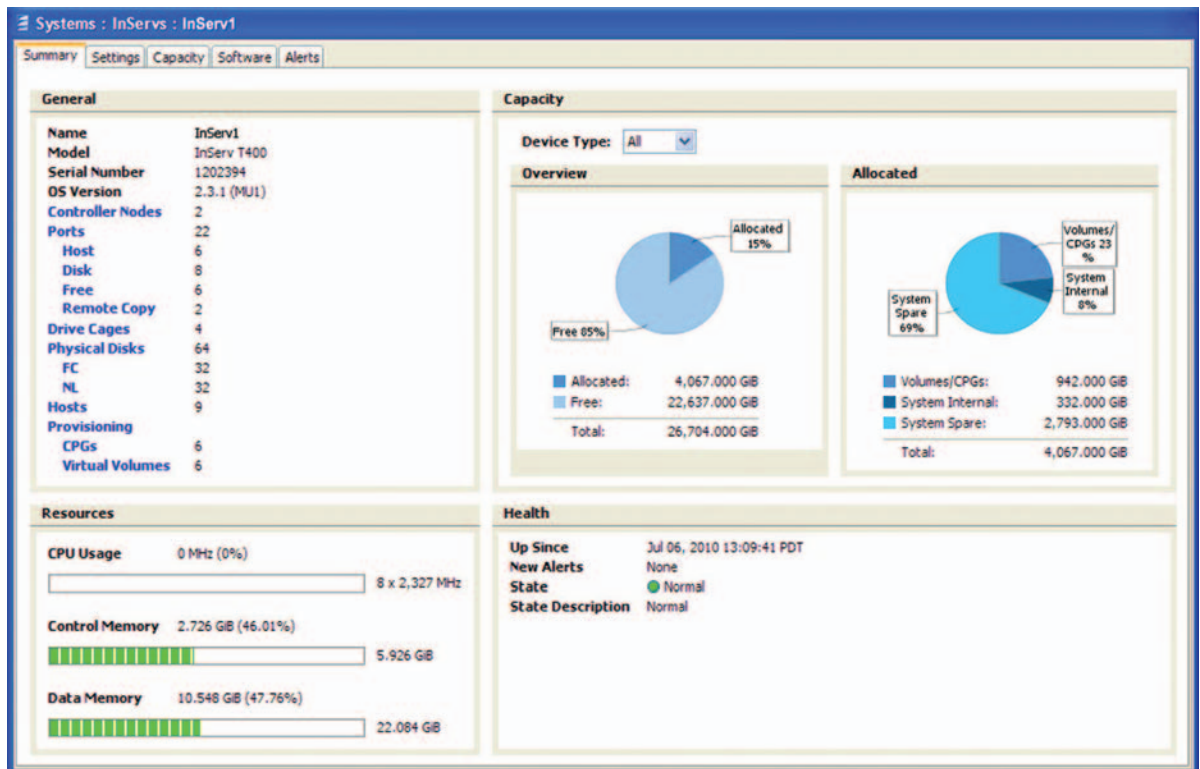 Systems : InServs : InServ1
Summary Settings Capacity Software Alerts
General
Name InServ1
Model InServ T400
Serial Number 1202394
OS Version 2.3.1 (MU1)
Controller Nodes 2
Ports 22
Host 6
Disk 8
Free 6
Remote Copy 2
Drive Cages 4
Physical Disks 64
FC 32
NL 32
Hosts 9
Provisioning
CPGs 6
Virtual Volumes 6
Capacity
Device Type: All
Overview
Allocated
15%
Free 85%
Allocated: 4,067.000 GiB
Free: 22,637.000 GiB
Total: 26,704.000 GiB
Allocated
Volumes/
CPGs 23
%
System
Internal
8%
System
Spare
69%
Volumes/CPGs: 942.000 GiB
System Internal: 332.000 GiB
System Spare: 2,793.000 GiB
Total: 4,067.000 GiB
Resources
CPU Usage 0 MHz (0%)
8 x 2,327 MHz
Control Memory 2.726 GiB (46.01%)
5.926 GiB
Data Memory 10.548 GiB (47.76%)
22.084 GiB
Health
Up Since Jul 06, 2010 13:09:41 PDT
New Alerts None
State Normal
State Description Normal